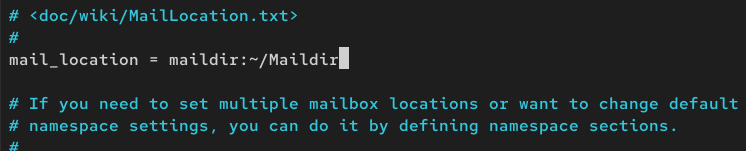 # <doc/wiki/MailLocation.txt>
#
mail_location = maildir:~/Maildir
# If you need to set multiple mailbox locations or want to change default
# namespace settings, you can do it by defining namespace sections.
#